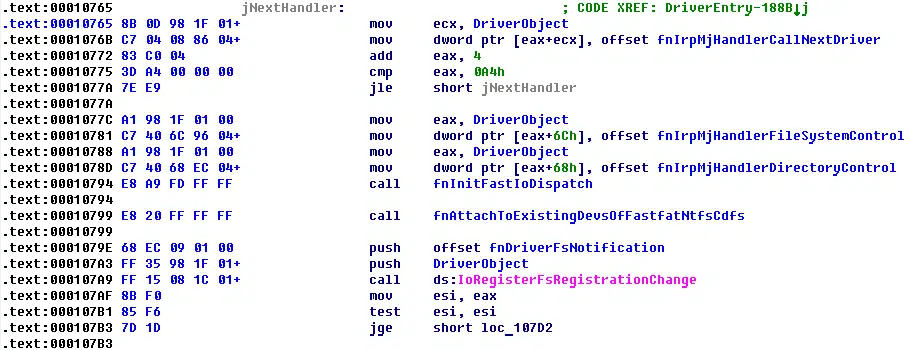 .text:00010765 jNextHandler: ; CODE XREF: DriverEntry-188B↓j
.text:00010765 8B 0D 98 1F 01+ mov ecx, DriverObject
.text:0001076B C7 04 08 86 04+ mov dword ptr [eax+ecx], offset fnIrpMjHandlerCallNextDriver
.text:00010772 83 C0 04 add eax, 4
.text:00010775 3D A4 00 00 00 cmp eax, 0A4h
.text:0001077A 7E E9 jle short jNextHandler
.text:0001077A
.text:0001077C A1 98 1F 01 00 mov eax, DriverObject
.text:00010781 C7 40 6C 96 04+ mov dword ptr [eax+6Ch], offset fnIrpMjHandlerFileSystemControl
.text:00010788 A1 98 1F 01 00 mov eax, DriverObject
.text:0001078D C7 40 68 EC 04+ mov dword ptr [eax+68h], offset fnIrpMjHandlerDirectoryControl
.text:00010794 E8 A9 FD FF FF call fnInitFastIoDispatch
.text:00010794
.text:00010799 E8 20 FF FF FF call fnAttachToExistingDevsOfFastfatNtfsCdfs
.text:00010799
.text:0001079E 68 EC 09 01 00 push offset fnDriverFsNotification
.text:000107A3 FF 35 98 1F 01+ push DriverObject
.text:000107A9 FF 15 08 1C 01+ call ds:IoRegisterFsRegistrationChange
.text:000107AF 8B F0 mov esi, eax
.text:000107B1 85 F6 test esi, esi
.text:000107B3 7D 1D jge short loc_107D2
.text:000107B3